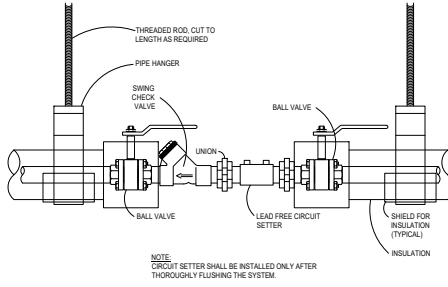 THREADED ROD, CUT TO
LENGTH AS REQUIRED
PIPE HANGER
SWING
CHECK
VALVE
BALL VALVE
UNION
BALL VALVE
LEAD FREE CIRCUIT
SETTER
SHIELD FOR
INSULATION
(TYPICAL)
INSULATION
NOTE:
CIRCUIT SETTER SHALL BE INSTALLED ONLY AFTER
THOROUGHLY FLUSHING THE SYSTEM.